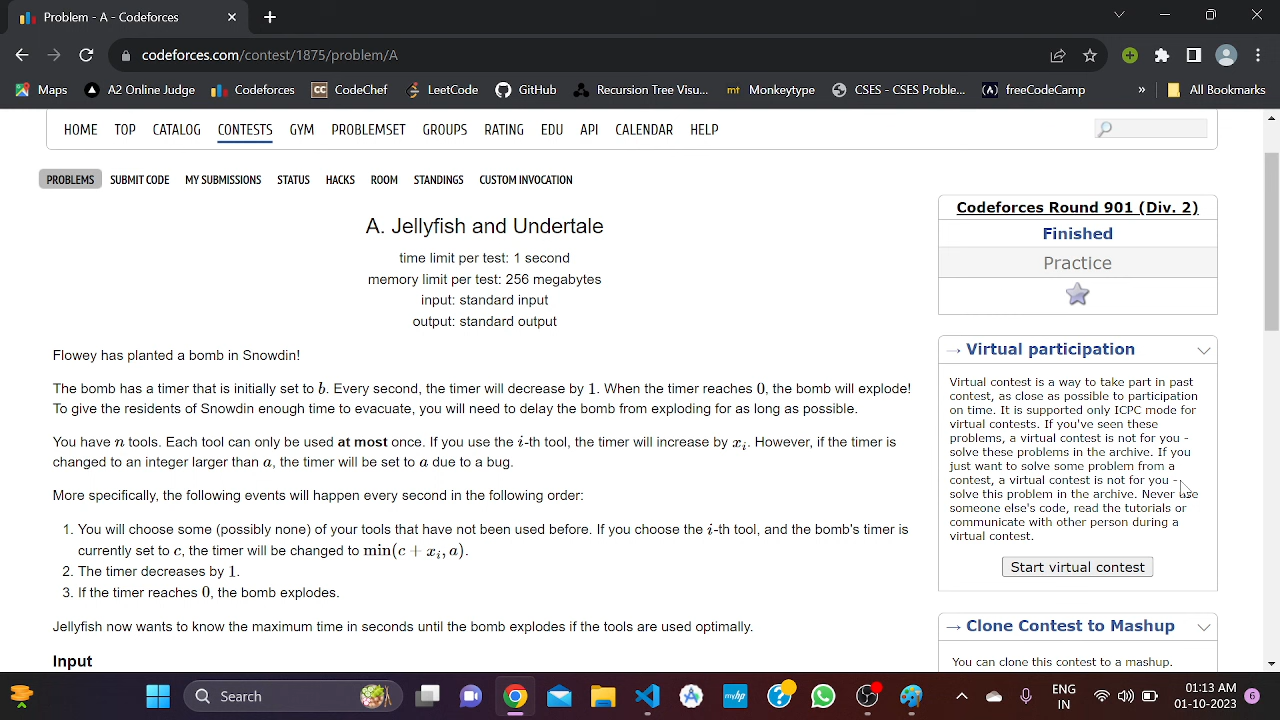 Problem - A - Codeforces
codeforces.com/contest/1875/problem/A
Maps A2 Online Judge Codeforces CodeChef LeetCode GitHub Recursion Tree Visu... Monkeytype CSES - CSES Proble... freeCodeCamp » All Bookmarks
HOME TOP CATALOG CONTESTS GYM PROBLEMSET GROUPS RATING EDU API CALENDAR HELP
PROBLEMS SUBMIT CODE MY SUBMISSIONS STATUS HACKS ROOM STANDINGS CUSTOM INVOCATION
A. Jellyfish and Undertale
time limit per test: 1 second
memory limit per test: 256 megabytes
input: standard input
output: standard output
Flowey has planted a bomb in Snowdin!
The bomb has a timer that is initially set to b. Every second, the timer will decrease by 1. When the timer reaches 0, the bomb will explode!
To give the residents of Snowdin enough time to evacuate, you will need to delay the bomb from exploding for as long as possible.
You have n tools. Each tool can only be used at most once. If you use the i-th tool, the timer will increase by xᵢ. However, if the timer is
changed to an integer larger than a, the timer will be set to a due to a bug.
More specifically, the following events will happen every second in the following order:
1. You will choose some (possibly none) of your tools that have not been used before. If you choose the i-th tool, and the bomb's timer is
currently set to c, the timer will be changed to min(c + xᵢ, a).
2. The timer decreases by 1.
3. If the timer reaches 0, the bomb explodes.
Jellyfish now wants to know the maximum time in seconds until the bomb explodes if the tools are used optimally.
Input
Codeforces Round 901 (Div. 2)
Finished
Practice
→ Virtual participation
Virtual contest is a way to take part in past
contest, as close as possible to participation
on time. It is supported only ICPC mode for
virtual contests. If you've seen these
problems, a virtual contest is not for you -
solve these problems in the archive. If you
just want to solve some problem from a
contest, a virtual contest is not for you -
solve this problem in the archive. Never use
someone else's code, read the tutorials or
communicate with other person during a
virtual contest.
Start virtual contest
→ Clone Contest to Mashup
You can clone this contest to a mashup.
Search
myhp
ENG
IN
01:13 AM
01-10-2023
6